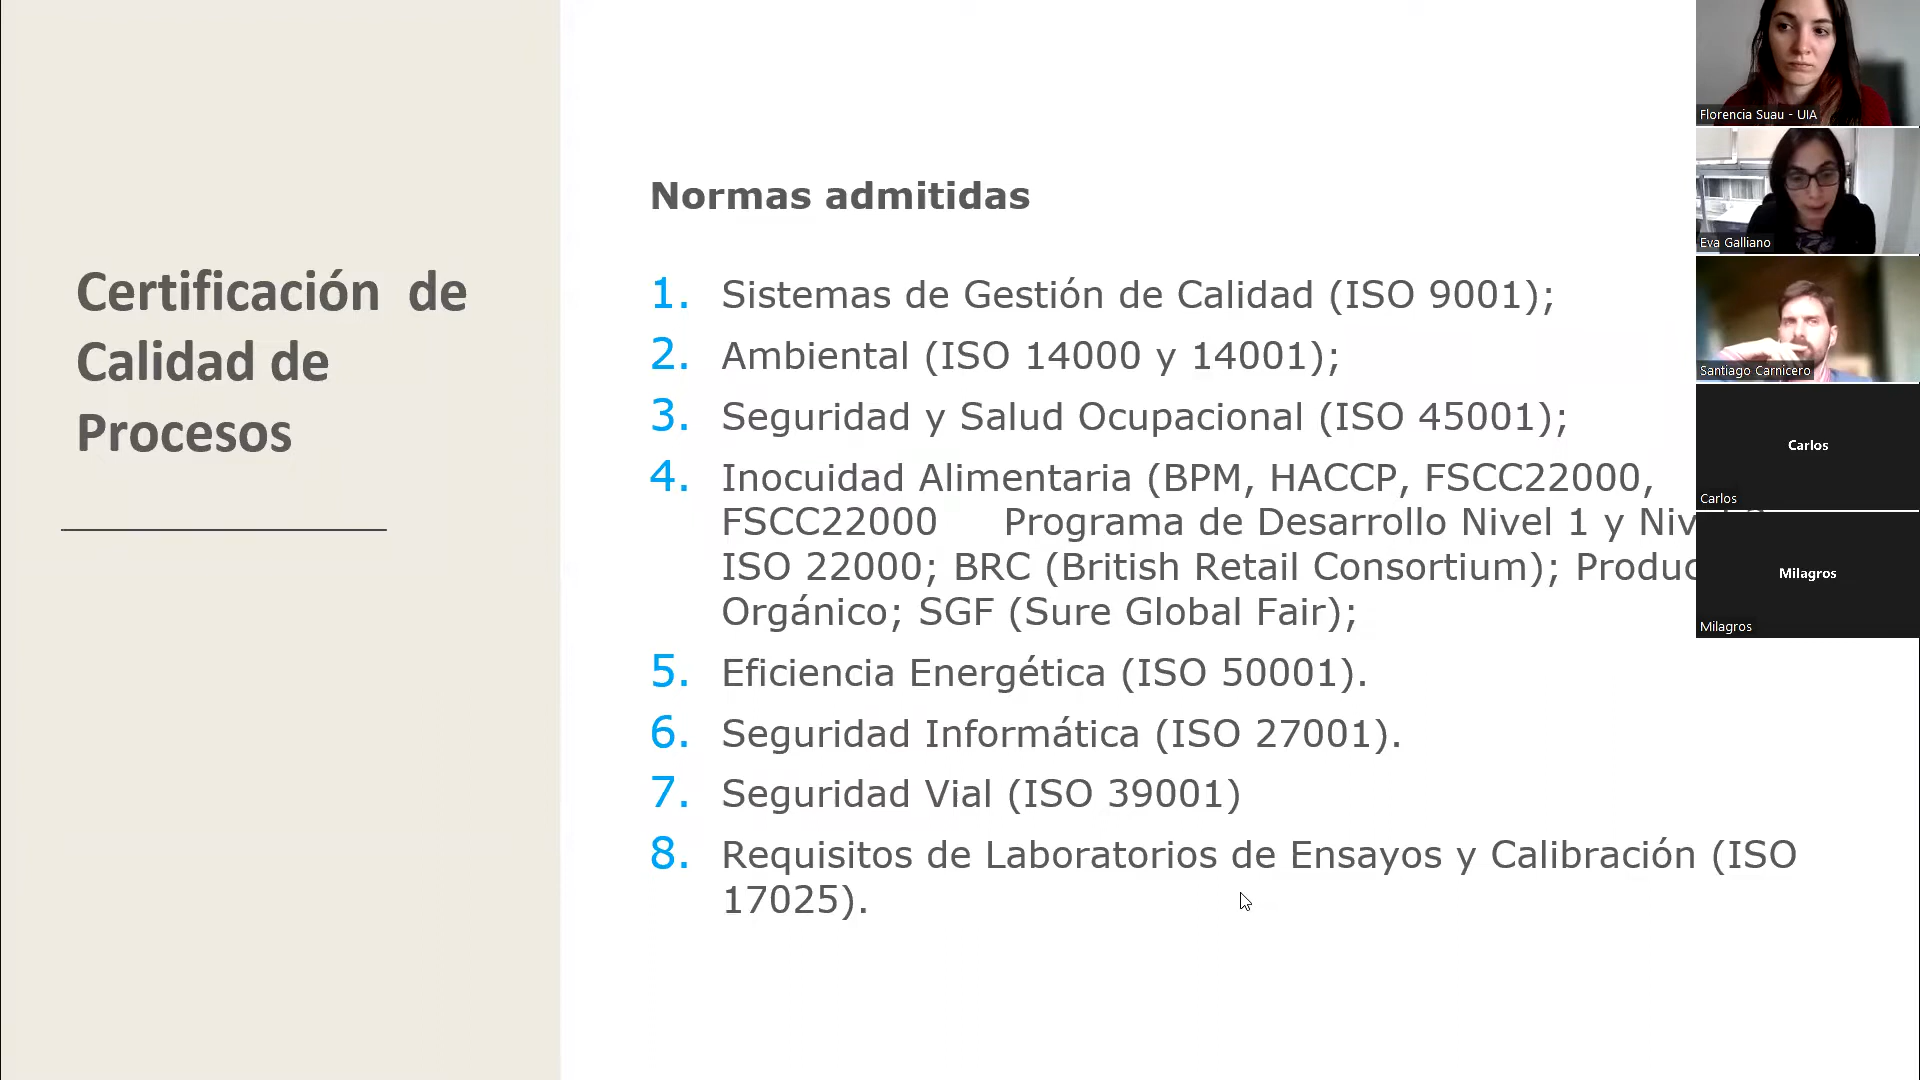 Certificación de
Calidad de
Procesos
Normas admitidas
1. Sistemas de Gestión de Calidad (ISO 9001);
2. Ambiental (ISO 14000 y 14001);
3. Seguridad y Salud Ocupacional (ISO 45001);
4. Inocuidad Alimentaria (BPM, HACCP, FSCC22000,
FSCC22000 Programa de Desarrollo Nivel 1 y
ISO 22000; BRC (British Retail Consortium);
Orgánico; SGF (Sure Global Fair);
5. Eficiencia Energética (ISO 50001).
6. Seguridad Informática (ISO 27001).
7. Seguridad Vial (ISO 39001)
8. Requisitos de Laboratorios de Ensayos y Calibración (ISO
17025).
Florencia Suau - UIA
Eva Galliano
Santiago Carnicero
Carlos
Carlos
Milagros
Milagros